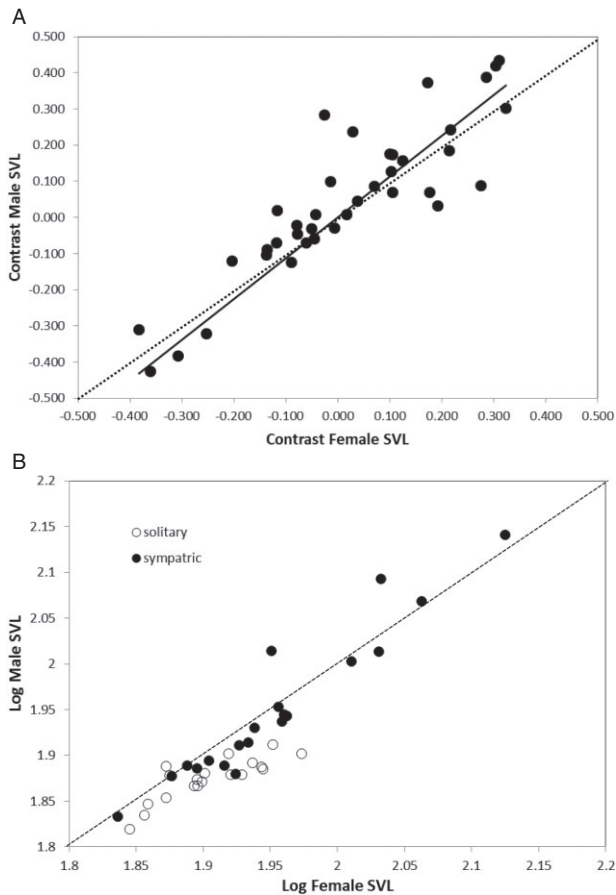 A
0.500
0.400
0.300
0.200
0.100
0.000
-0.100
-0.200
-0.300
-0.400
-0.500
Contrast Male SVL
-0.500 -0.400 -0.300 -0.200 -0.100 0.000 0.100 0.200 0.300 0.400 0.500
Contrast Female SVL
B
2.2
2.15
2.1
2.05
2
1.95
1.9
1.85
1.8
Log Male SVL
solitary
sympatric
1.8 1.85 1.9 1.95 2 2.05 2.1 2.15 2.2
Log Female SVL